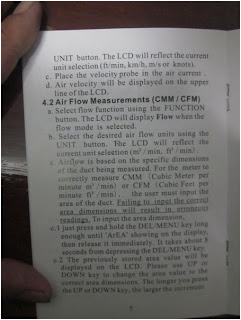 UNIT button. The LCD will reflect the current
unit selection (ft/min, km/h, m/s or knots).
c. Place the velocity probe in the air current .
d. Air velocity will be displayed on the upper
line of the LCD.
4.2 Air Flow Measurements (CMM / CFM)
a. Select flow function using the FUNCTION
button. The LCD will display Flow when the
flow mode is selected.
b. Select the desired air flow units using the
UNIT button. The LCD will reflect the
current unit selection (m³ / min, ft³ / min) .
c. Airflow is based on the specific dimensions
of the duct being measured. For the meter to
correctly measure CMM (Cubic Meter per
minute m³ / min) or CFM (Cubic Feet per
minute ft³ / min) , the user must input the
area of the duct. Failing to input the correct
area dimensions will result in erroneous
readings. To input the area dimension,
c.1 just press and hold the DEL/MENU key long
enough until 'ArEA' showing on the display,
then release it immediately. It takes about 8
seconds from depressing the DEL/MENU key.
c.2 The previously stored area value will be
displayed on the LCD. Please use UP or
DOWN key to change the area value to the
correct area dimensions. The longer you press
the UP or DOWN key, the larger the increment
7